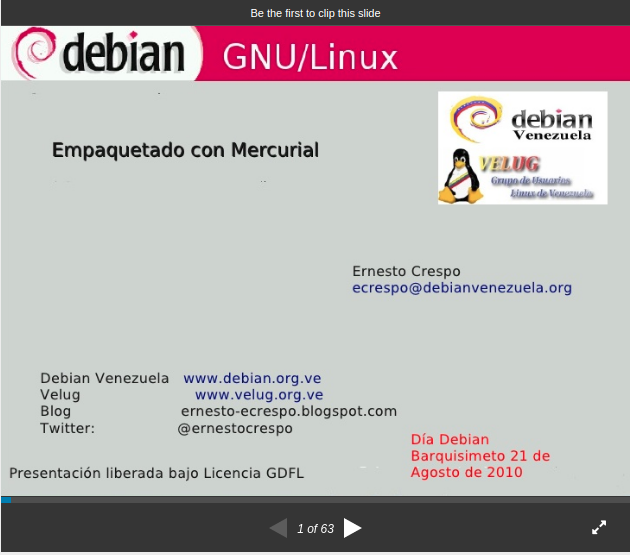 Be the first to clip this slide
debian GNU/Linux
debian
Venezuela
Empaquetado con Mercurial
VELUG
Grupo de Usuarios
Linux de Venezuela
Ernesto Crespo
ecrespo@debianvenezuela.org
Debian Venezuela www.debian.org.ve
Velug www.velug.org.ve
Blog ernesto-ecrespo.blogspot.com
Twitter: @ernestocrespo
Día Debian
Barquisimeto 21 de
Agosto de 2010
Presentación liberada bajo Licencia GDFL
1 of 63